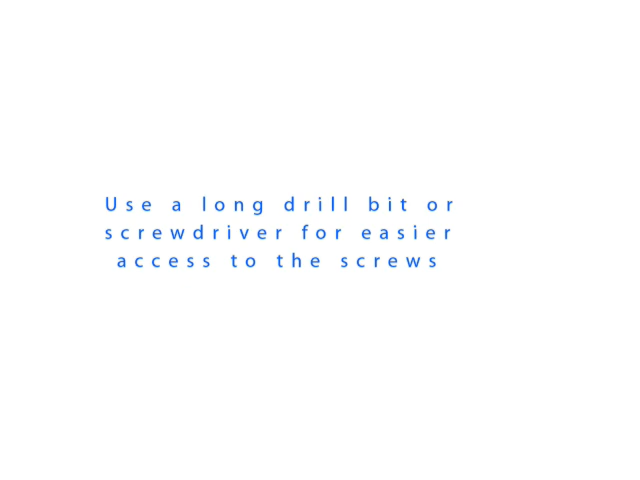 Use a long drill bit or
screwdriver for easier
access to the screws